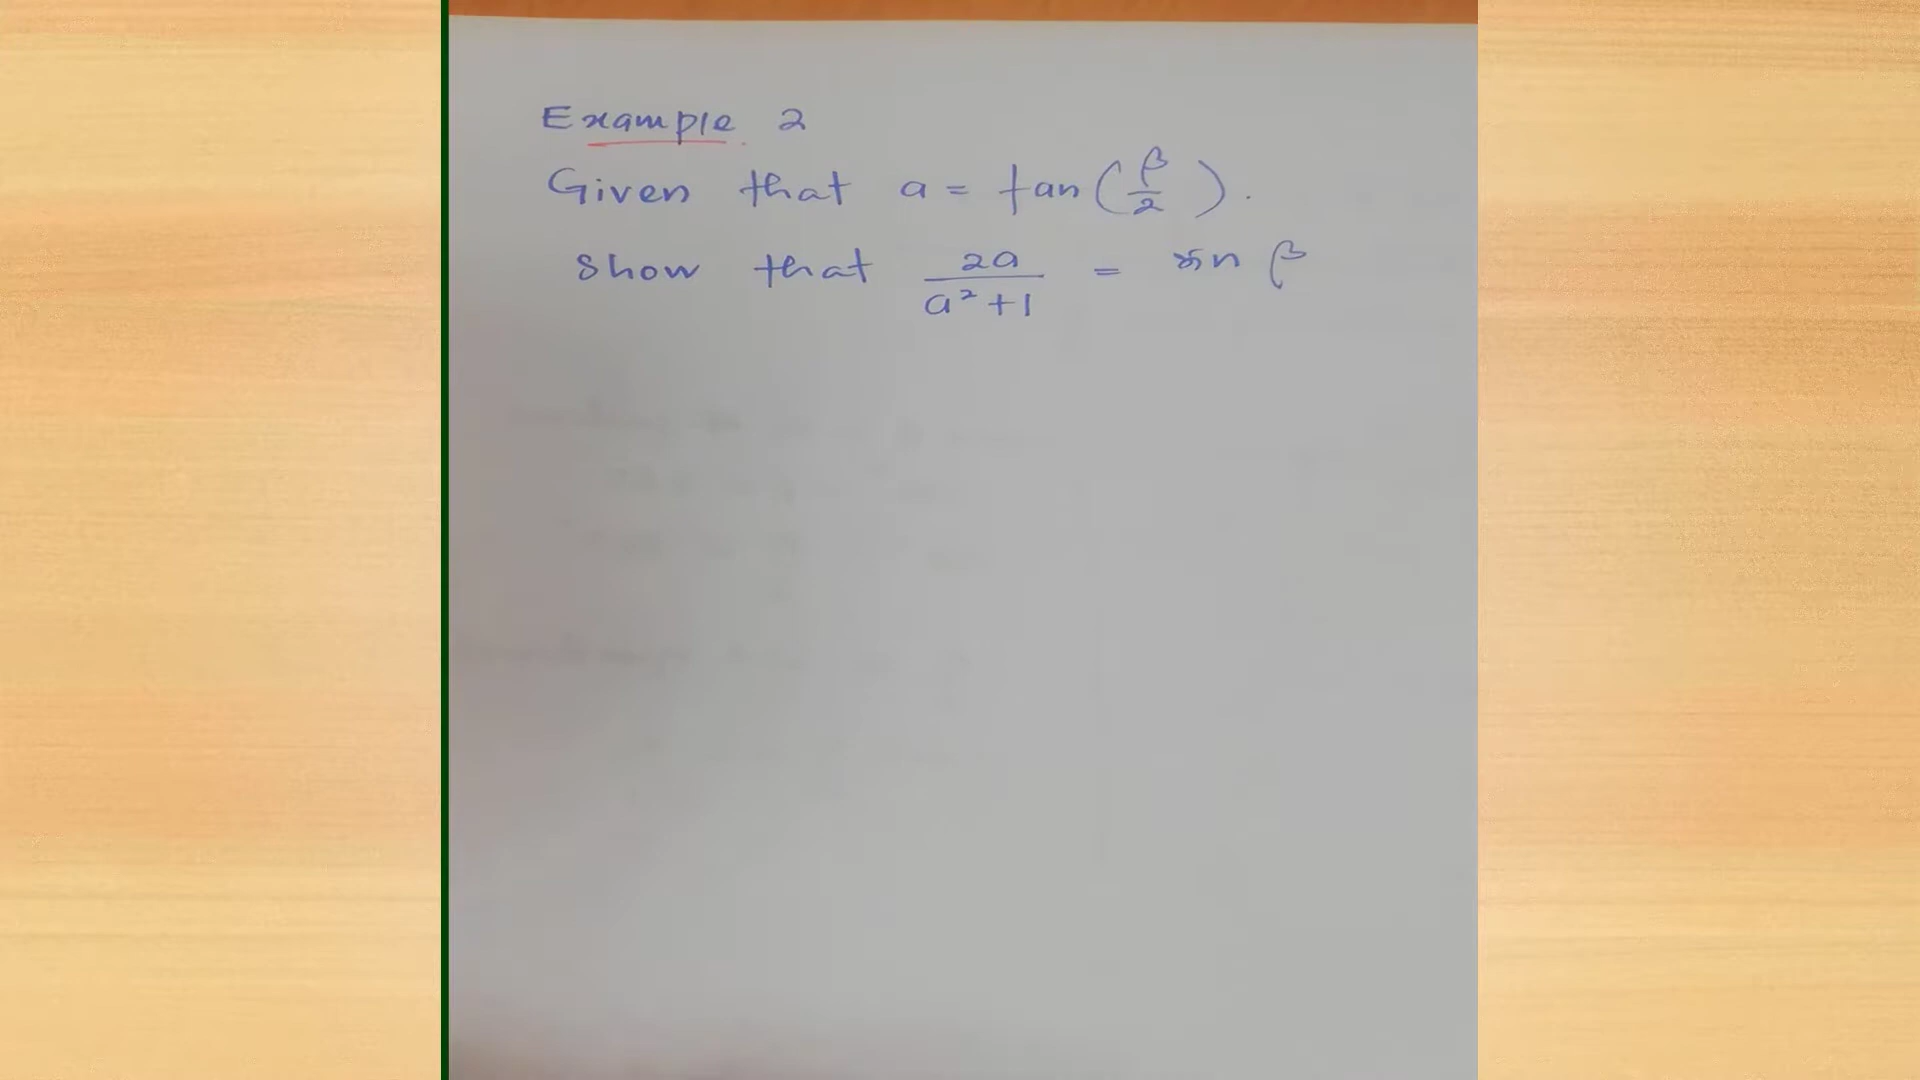 Example 2
Given that a = tan(β/2).
Show that 2a/(a²+1) = sin β